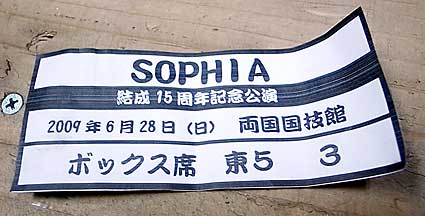 SOPHIA
結成15周年記念公演
2009年6月28日（日） 両国国技館
ボックス席 東5 3